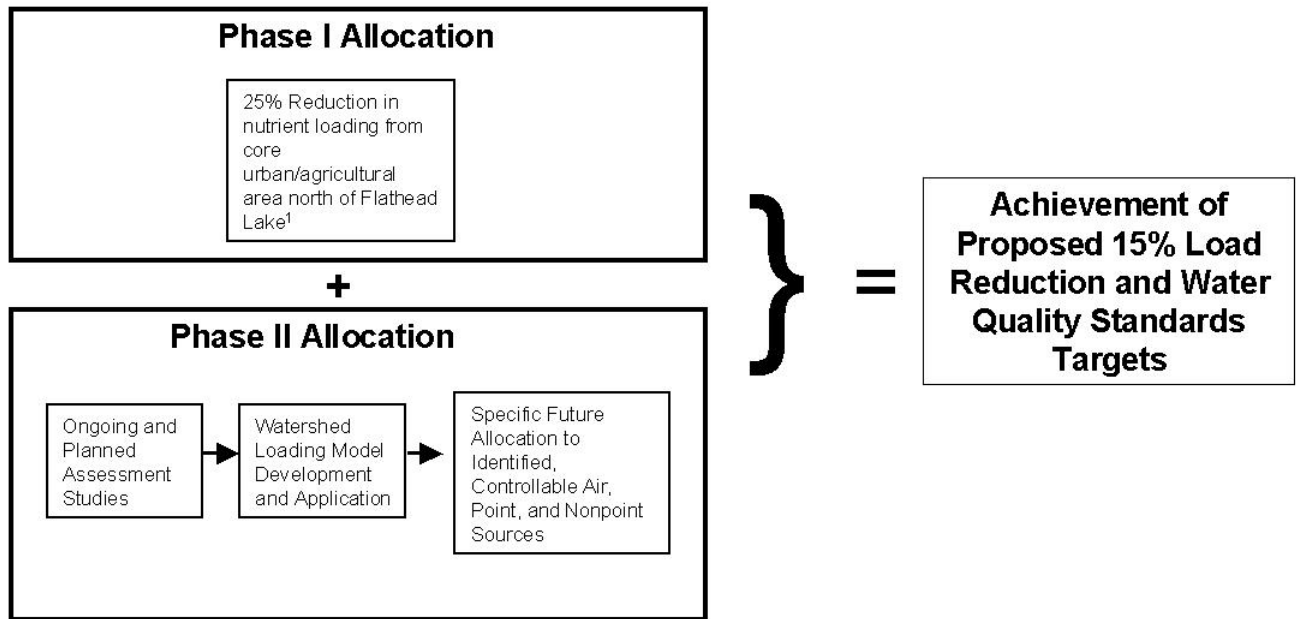 Phase I Allocation
25% Reduction in
nutrient loading from
core
urban/agricultural
area north of Flathead
Lake¹
+
Phase II Allocation
Ongoing and
Planned
Assessment
Studies
Watershed
Loading Model
Development
and Application
Specific Future
Allocation to
Identified,
Controllable Air,
Point, and Nonpoint
Sources
}
=
Achievement of
Proposed 15% Load
Reduction and Water
Quality Standards
Targets